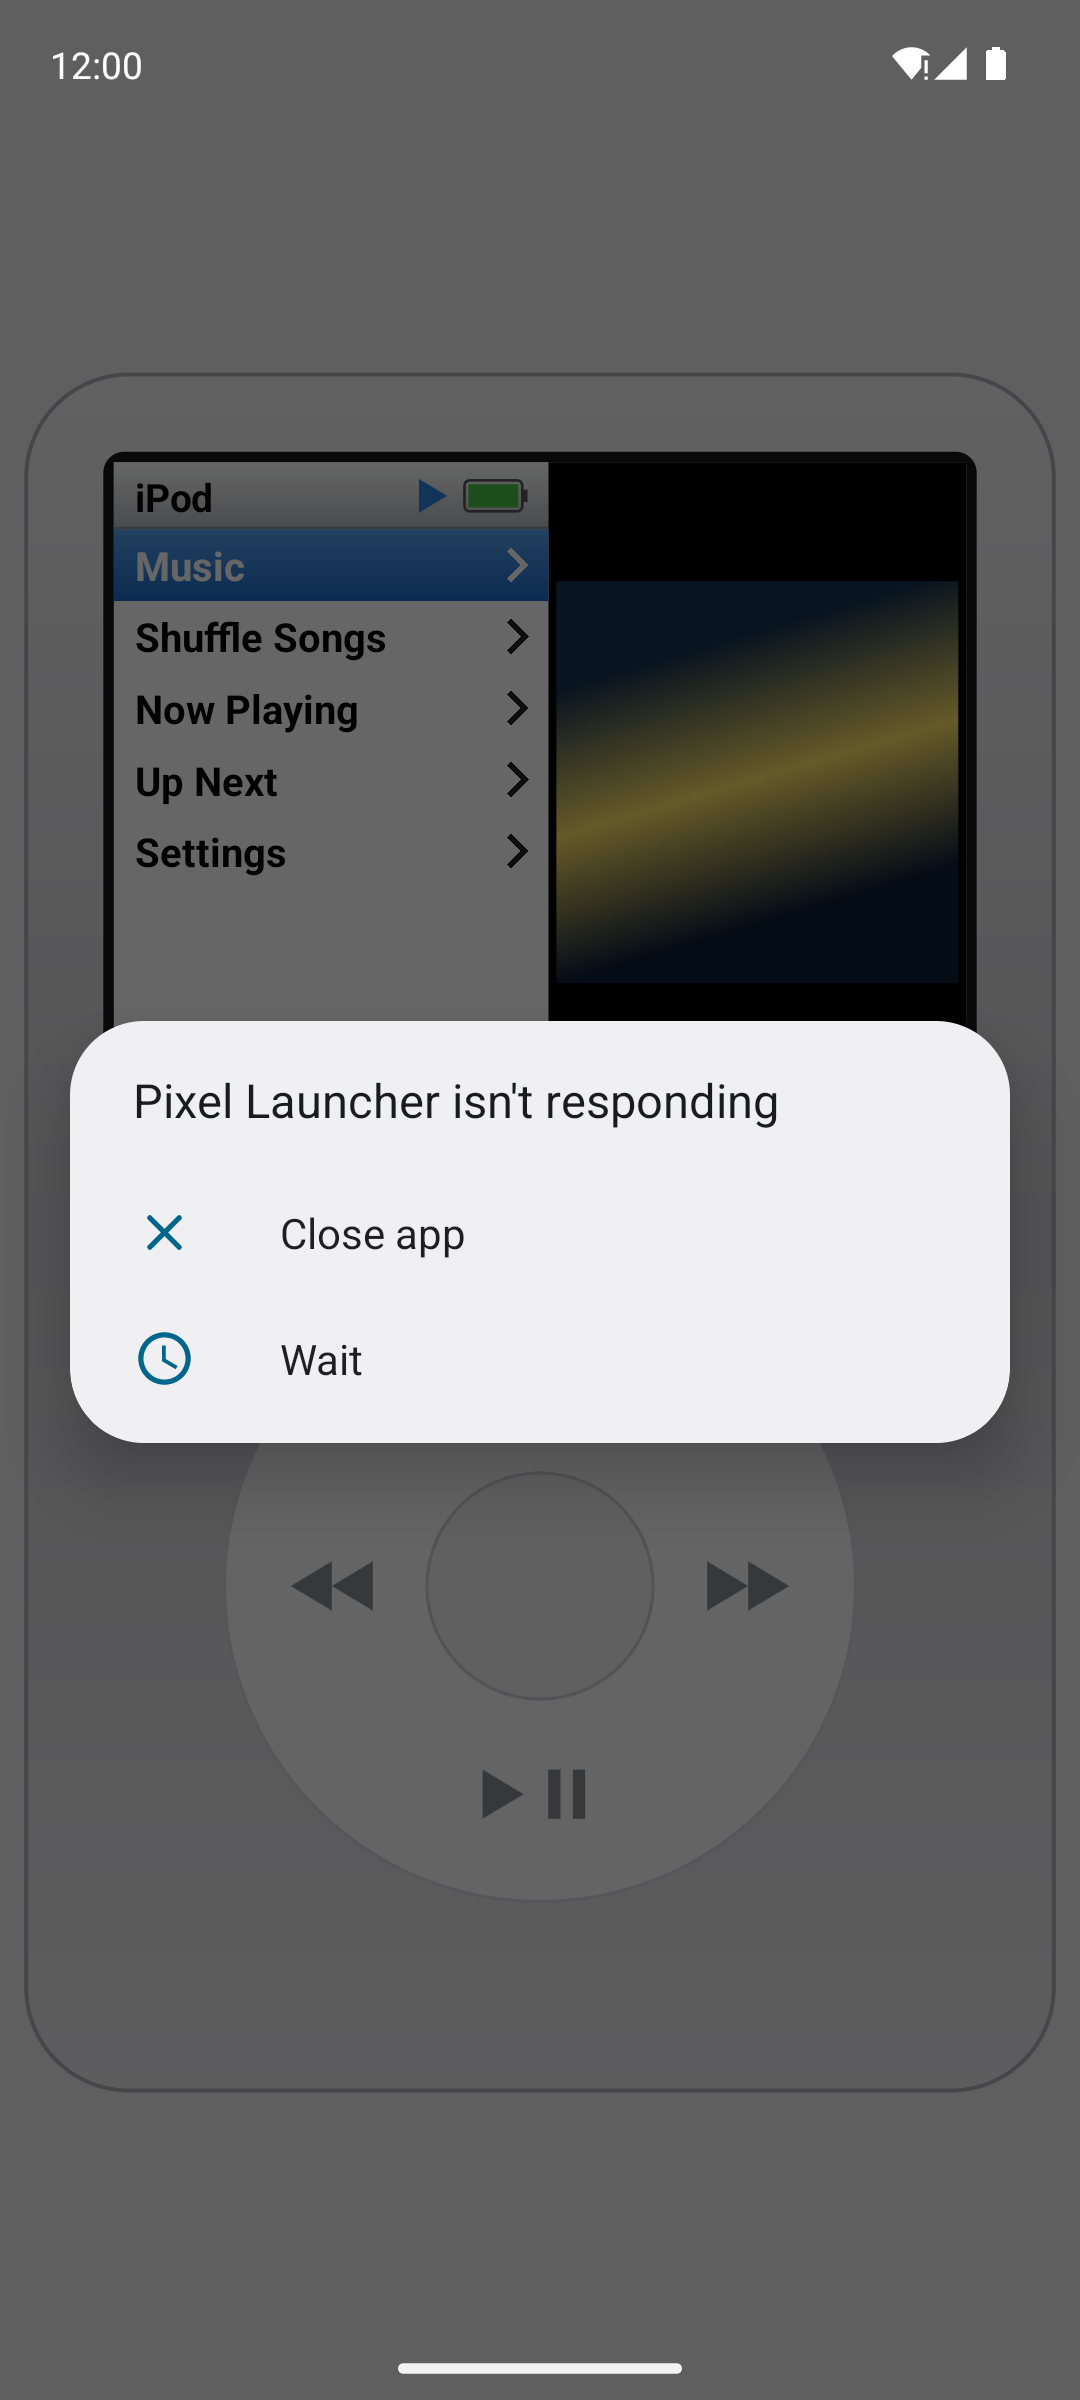 12:00
iPod
Music
Shuffle Songs
Now Playing
Up Next
Settings
Pixel Launcher isn't responding
Close app
Wait